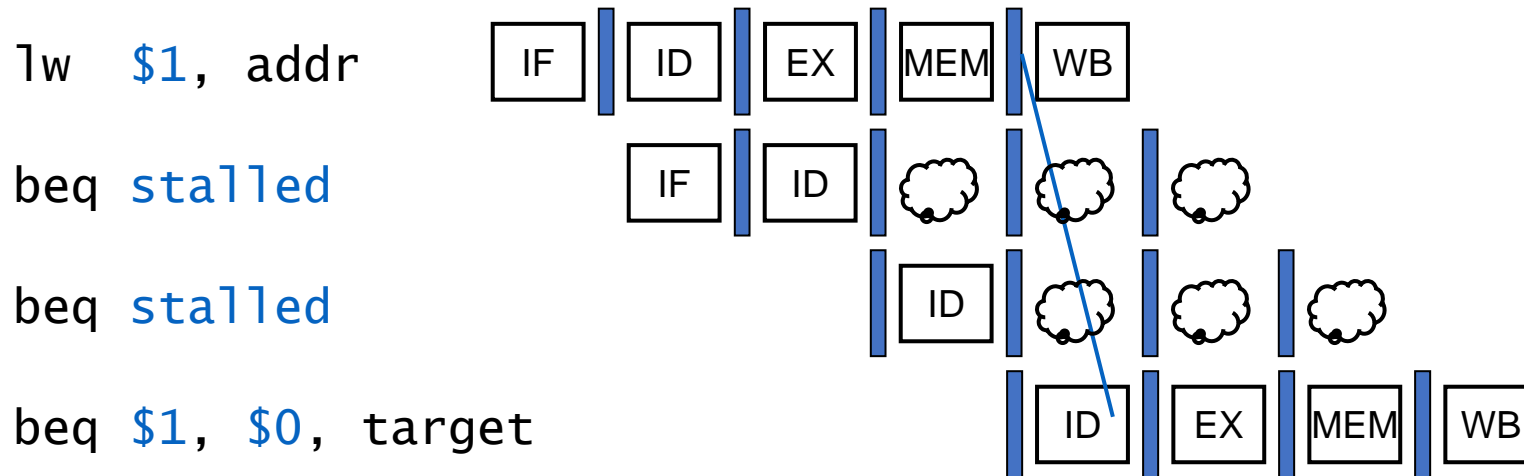 lw $1, addr IF ID EX MEM WB
beq stalled IF ID
beq stalled ID
beq $1, $0, target ID EX MEM WB